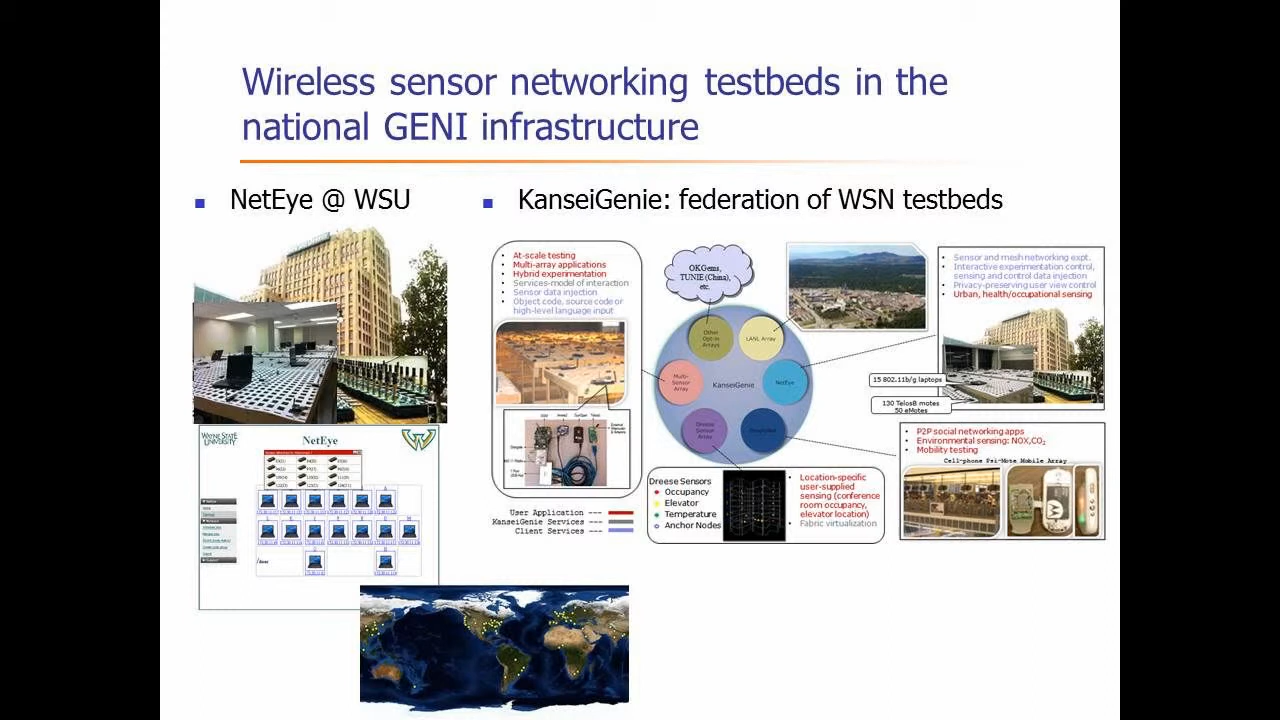 Wireless sensor networking testbeds in the
national GENI infrastructure
NetEye @ WSU
KanseiGenie: federation of WSN testbeds
WAYNE STATE
UNIVERSITY
NetEye
At-scale testing
Multi-array applications
Hybrid experimentation
Services-model of interaction
Sensor data injection
Object code, source code or
high-level language input
User Application ---
KanseiGenie Services ---
Client Services ---
OKGems,
TUNIE (China),
etc.
Other
Opt-in
Arrays
LANL Array
Multi-
Sensor
Array
KanseiGenie
NetEye
Dreese
Sensor
Array
Dreese Sensors
Occupancy
Elevator
Temperature
Anchor Nodes
Location-specific
user-supplied
sensing (conference
room occupancy,
elevator location)
Fabric virtualization
Sensor and mesh networking expt.
Interactive experimentation control,
sensing and control data injection
Privacy-preserving user view control
Urban, health/occupational sensing
15 802.11b/g laptops
130 TelosB motes
50 eMotes
P2P social networking apps
Environmental sensing: NOX,CO2
Mobility testing
Cell-phone Psi-Mote Mobile Array